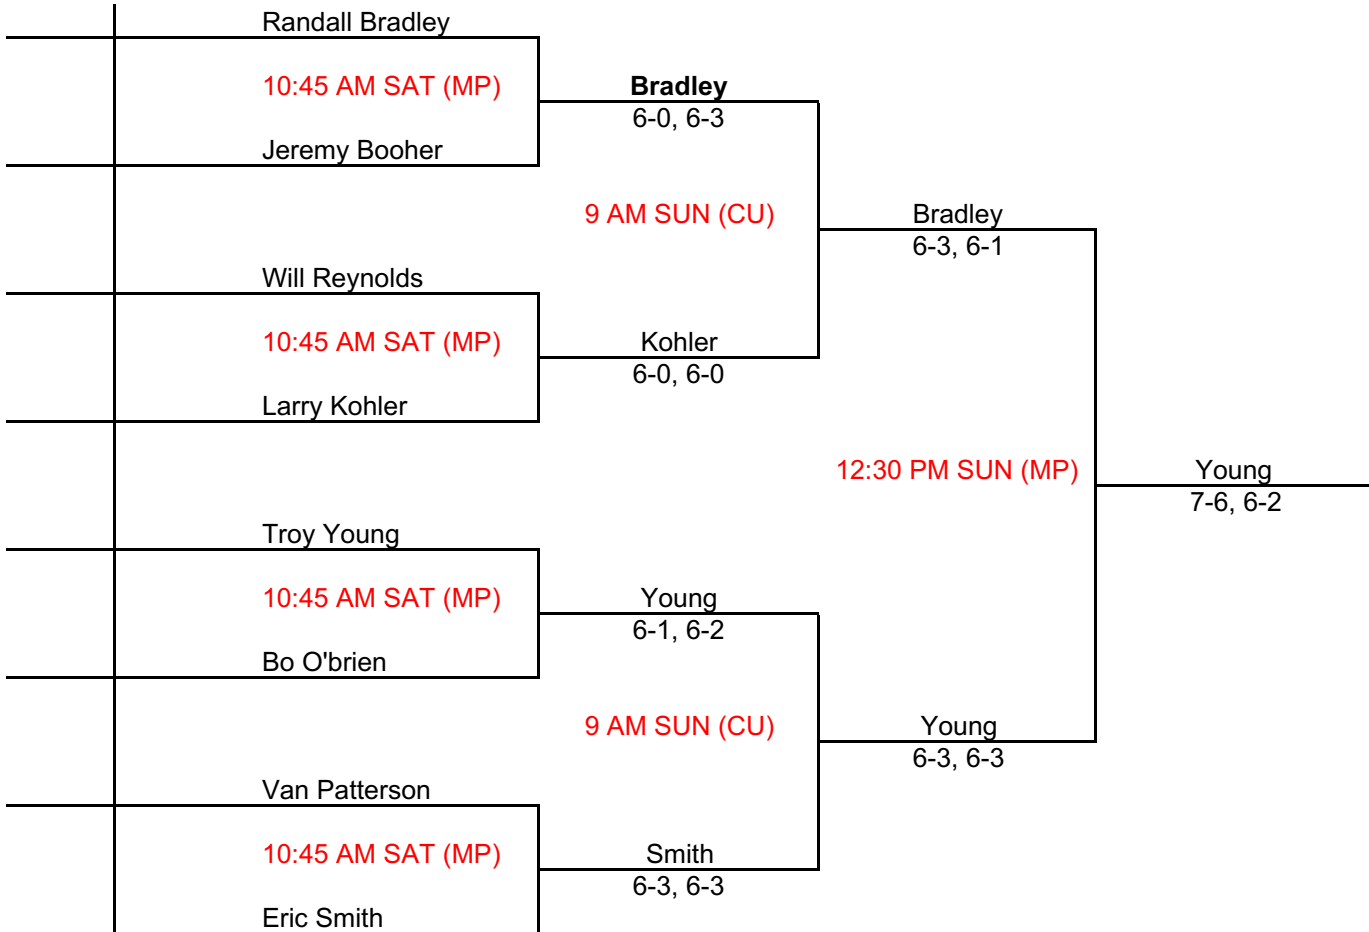 Randall Bradley
10:45 AM SAT (MP)
Bradley
6-0, 6-3
Jeremy Booher
9 AM SUN (CU)
Bradley
6-3, 6-1
Will Reynolds
10:45 AM SAT (MP)
Kohler
6-0, 6-0
Larry Kohler
12:30 PM SUN (MP)
Young
7-6, 6-2
Troy Young
10:45 AM SAT (MP)
Young
6-1, 6-2
Bo O'brien
9 AM SUN (CU)
Young
6-3, 6-3
Van Patterson
10:45 AM SAT (MP)
Smith
6-3, 6-3
Eric Smith